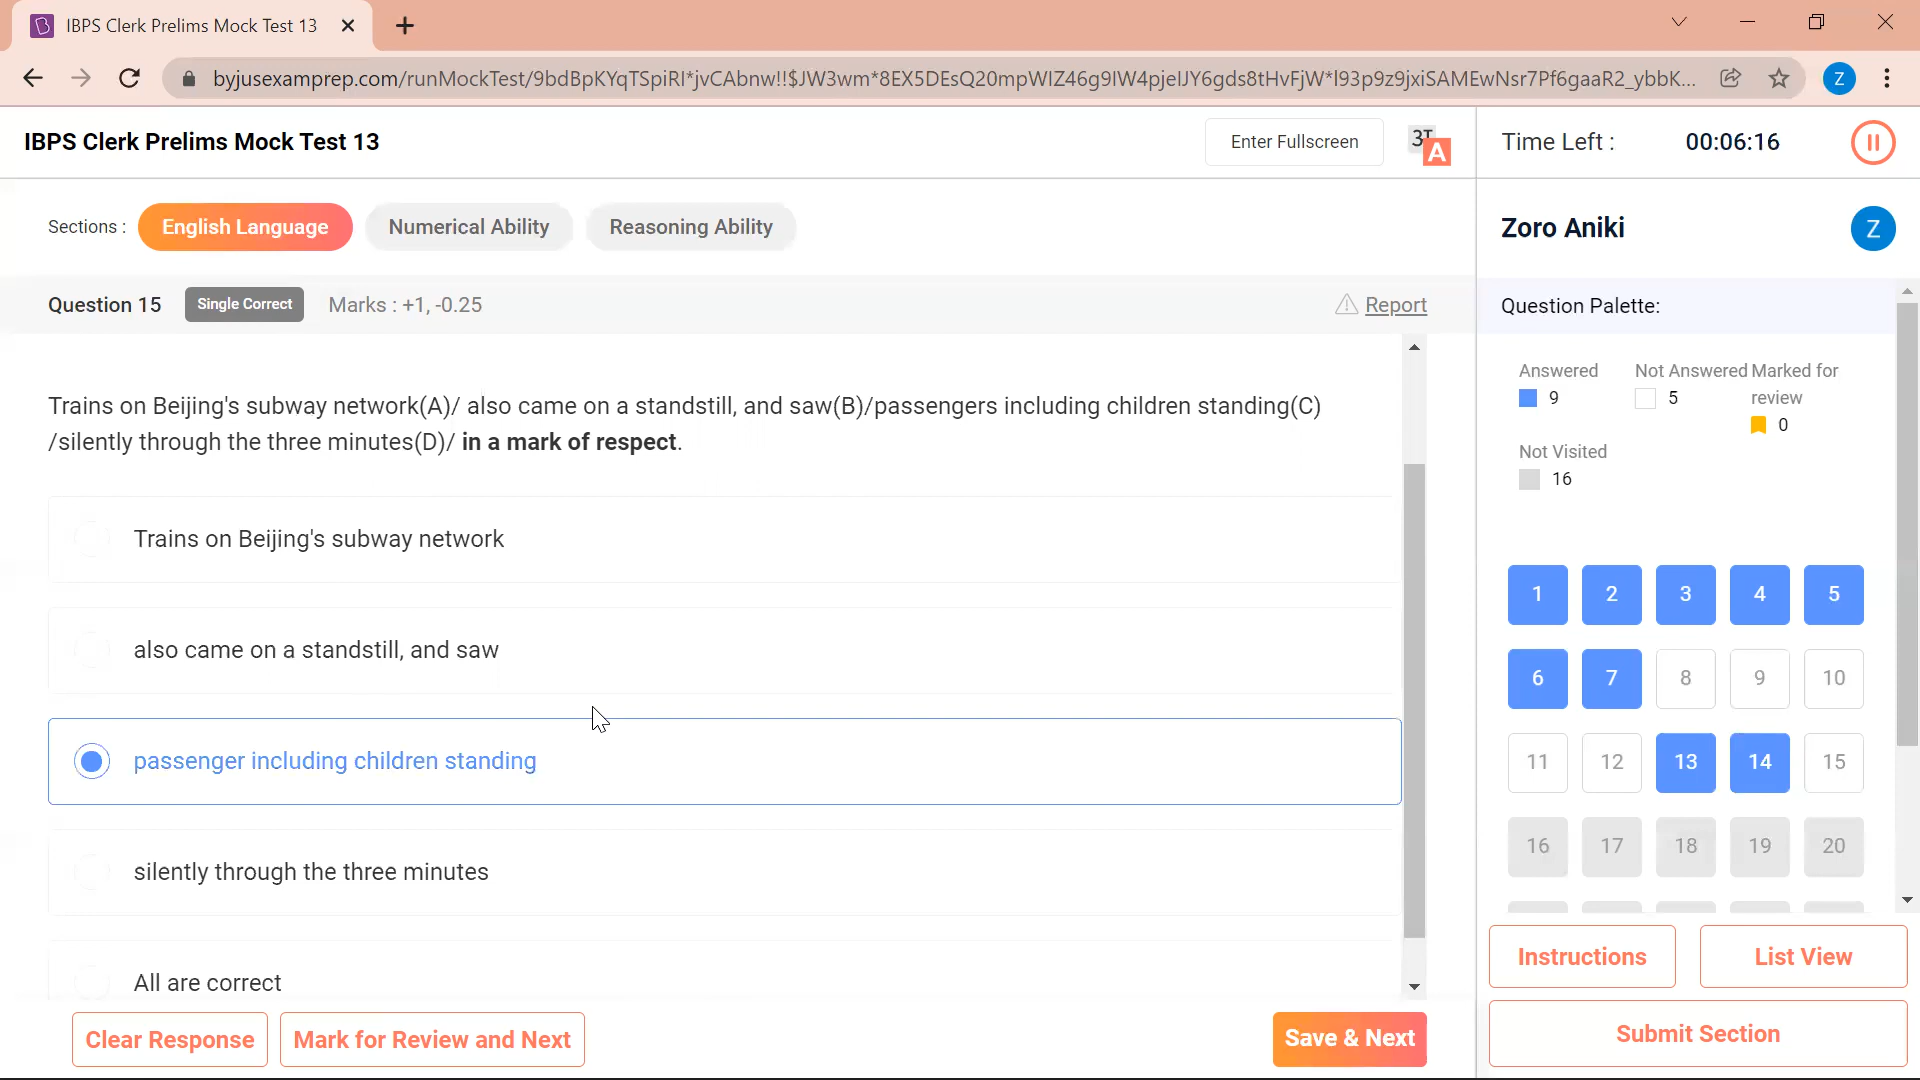 IBPS Clerk Prelims Mock Test 13
byjusexamprep.com/runMockTest/9bdBpKYqTSpiRI*jvCAbnw!!$JW3wm*8EX5DEsQ20mpWIZ46g9IW4pjeIJY6gds8tHvFjW*l93p9z9jxiSAMEwNsr7Pf6gaaR2_ybbK...
Z
IBPS Clerk Prelims Mock Test 13
Enter Fullscreen
A
Time Left :
00:06:16
Sections :
English Language
Numerical Ability
Reasoning Ability
Zoro Aniki
Z
Question 15
Single Correct
Marks : +1, -0.25
Report
Question Palette:
Trains on Beijing's subway network(A)/ also came on a standstill, and saw(B)/passengers including children standing(C)
/silently through the three minutes(D)/ in a mark of respect.
Trains on Beijing's subway network
also came on a standstill, and saw
passenger including children standing
silently through the three minutes
All are correct
Clear Response
Mark for Review and Next
Save & Next
Answered
9
Not Answered
5
Marked for
review
0
Not Visited
16
1 2 3 4 5
6 7 8 9 10
11 12 13 14 15
16 17 18 19 20
Instructions
List View
Submit Section